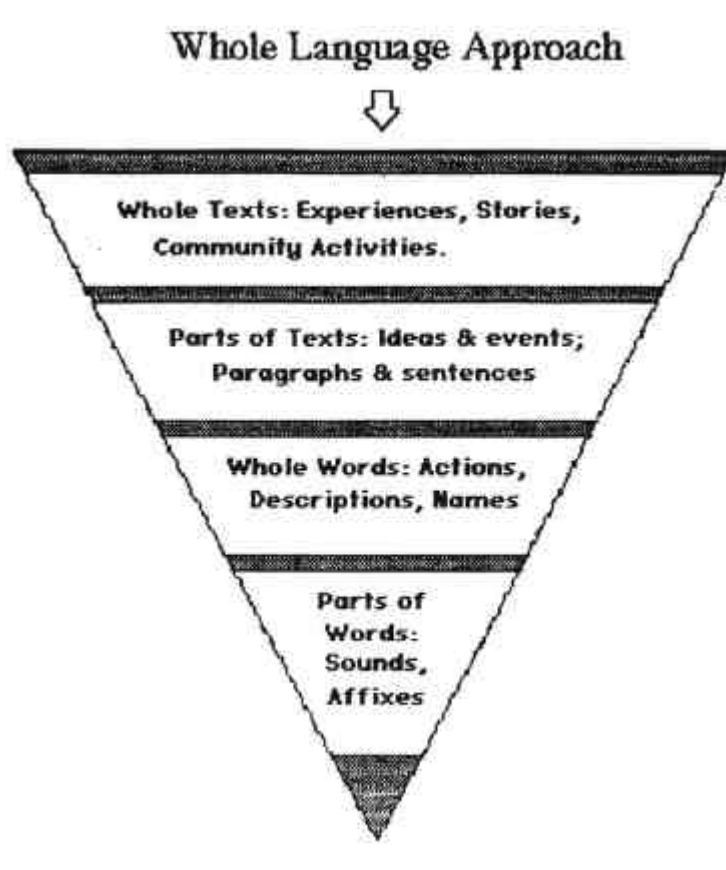 Whole Language Approach
Whole Texts: Experiences, Stories,
Community Activities.
Parts of Texts: Ideas & events;
Paragraphs & sentences
Whole Words: Actions,
Descriptions, Names
Parts of
Words:
Sounds,
Affixes